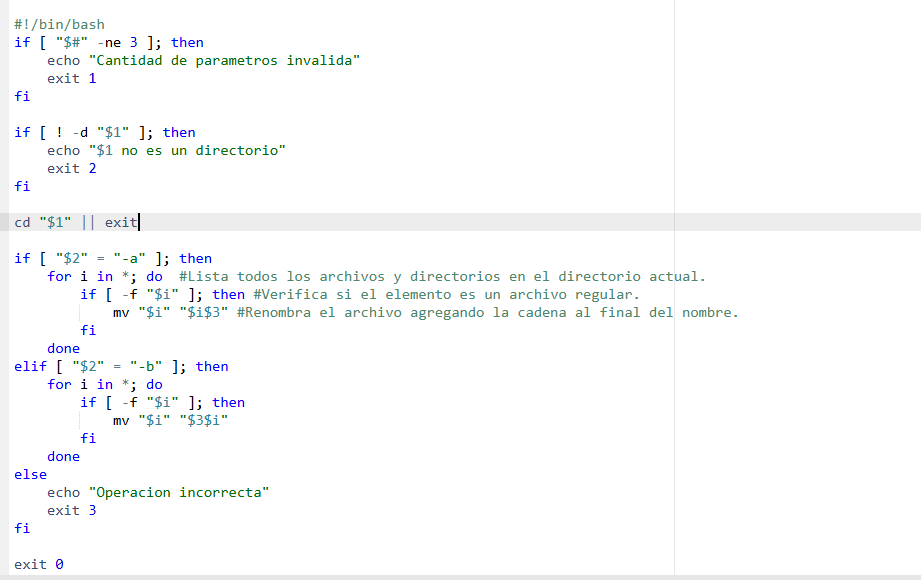 #!/bin/bash
if [ "$#" -ne 3 ]; then
    echo "Cantidad de parametros invalida"
    exit 1
fi

if [ ! -d "$1" ]; then
    echo "$1 no es un directorio"
    exit 2
fi

cd "$1" || exit

if [ "$2" = "-a" ]; then
    for i in *; do  #Lista todos los archivos y directorios en el directorio actual.
        if [ -f "$i" ]; then #Verifica si el elemento es un archivo regular.
            mv "$i" "$i$3" #Renombra el archivo agregando la cadena al final del nombre.
        fi
    done
elif [ "$2" = "-b" ]; then
    for i in *; do
        if [ -f "$i" ]; then
            mv "$i" "$3$i"
        fi
    done
else
    echo "Operacion incorrecta"
    exit 3
fi

exit 0